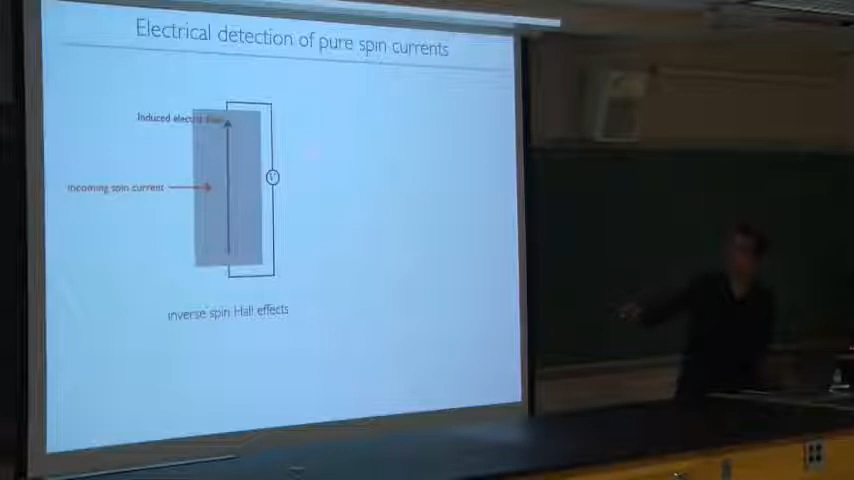 Electrical detection of pure spin currents
Induced electric
V
incoming spin current
inverse spin Hall effects